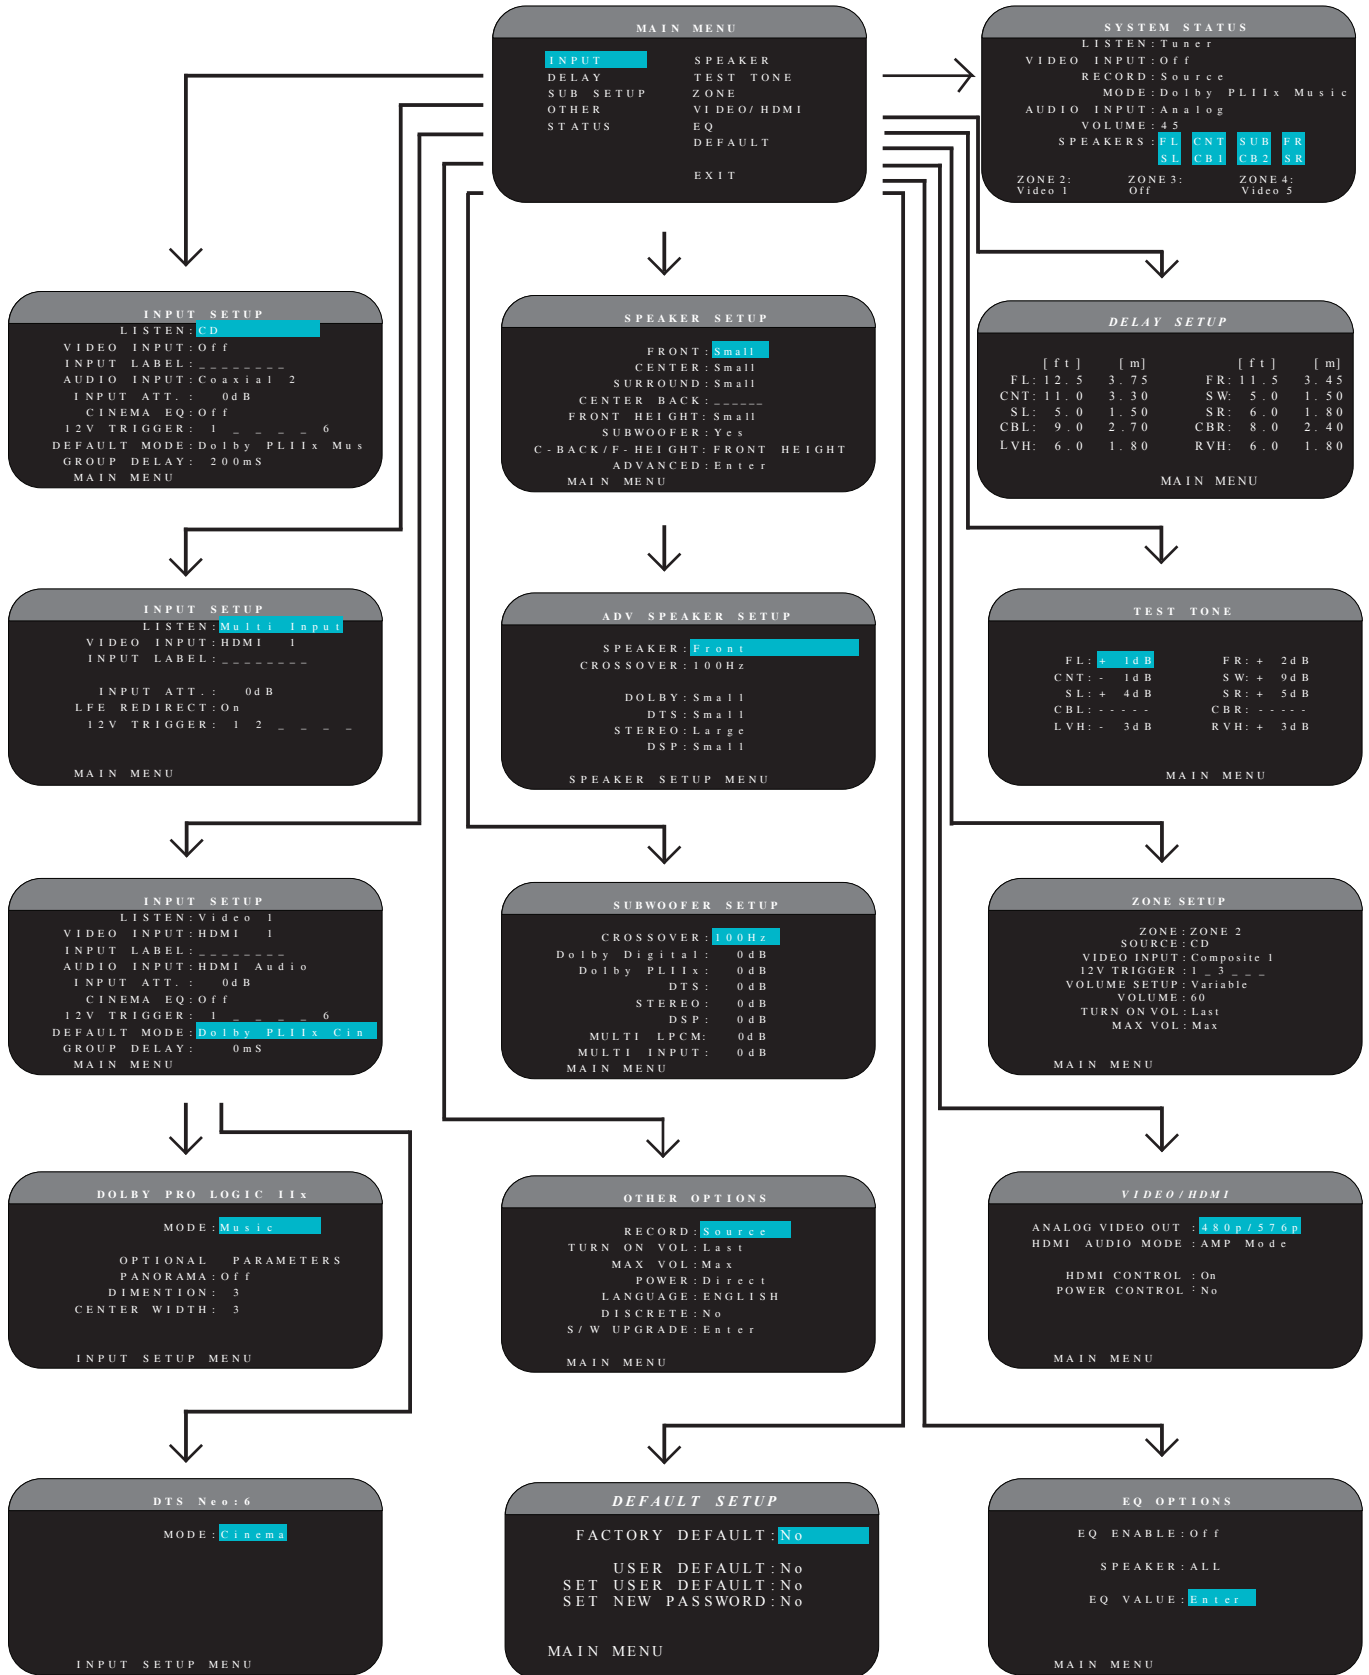 MAIN MENU
INPUT SPEAKER
DELAY TEST TONE
SUB SETUP ZONE
OTHER VIDEO/HDMI
STATUS EQ
DEFAULT
EXIT
SYSTEM STATUS
LISTEN:Tuner
VIDEO INPUT:Off
RECORD:Source
MODE:Dolby PLIIx Music
AUDIO INPUT:Analog
VOLUME:45
SPEAKERS:FL CNT SUB FR
SL CB1 CB2 SR
ZONE2: ZONE3: ZONE4:
Video 1 Off Video 5
INPUT SETUP
LISTEN:CD
VIDEO INPUT:Off
INPUT LABEL:________
AUDIO INPUT:Coaxial 2
INPUT ATT.: 0dB
CINEMA EQ:Off
12V TRIGGER: 1 _ _ _ _ 6
DEFAULT MODE:Dolby PLIIx Mus
GROUP DELAY: 200mS
MAIN MENU
SPEAKER SETUP
FRONT:Small
CENTER:Small
SURROUND:Small
CENTER BACK:______
FRONT HEIGHT:Small
SUBWOOFER:Yes
C-BACK/F-HEIGHT:FRONT HEIGHT
ADVANCED:Enter
MAIN MENU
DELAY SETUP
[ft] [m] [ft] [m]
FL:12.5 3.75 FR:11.5 3.45
CNT:11.0 3.30 SW: 5.0 1.50
SL: 5.0 1.50 SR: 6.0 1.80
CBL: 9.0 2.70 CBR: 8.0 2.40
LVH: 6.0 1.80 RVH: 6.0 1.80
MAIN MENU
INPUT SETUP
LISTEN:Multi Input
VIDEO INPUT:HDMI 1
INPUT LABEL:________
INPUT ATT.: 0dB
LFE REDIRECT:On
12V TRIGGER: 1 2 _ _ _ _
MAIN MENU
ADV SPEAKER SETUP
SPEAKER:Front
CROSSOVER:100Hz
DOLBY:Small
DTS:Small
STEREO:Large
DSP:Small
SPEAKER SETUP MENU
TEST TONE
FL:+ 1dB FR:+ 2dB
CNT:- 1dB SW:+ 9dB
SL:+ 4dB SR:+ 5dB
CBL:----- CBR:-----
LVH:- 3dB RVH:+ 3dB
MAIN MENU
INPUT SETUP
LISTEN:Video 1
VIDEO INPUT:HDMI 1
INPUT LABEL:________
AUDIO INPUT:HDMI Audio
INPUT ATT.: 0dB
CINEMA EQ:Off
12V TRIGGER: 1 _ _ _ _ 6
DEFAULT MODE:Dolby PLIIx Cin
GROUP DELAY: 0mS
MAIN MENU
SUBWOOFER SETUP
CROSSOVER:100Hz
Dolby Digital: 0dB
Dolby PLIIx: 0dB
DTS: 0dB
STEREO: 0dB
DSP: 0dB
MULTI LPCM: 0dB
MULTI INPUT: 0dB
MAIN MENU
ZONE SETUP
ZONE:ZONE 2
SOURCE:CD
VIDEO INPUT:Composite 1
12V TRIGGER:1 _ 3 _ _ _
VOLUME SETUP:Variable
VOLUME:60
TURN ON VOL:Last
MAX VOL:Max
MAIN MENU
DOLBY PRO LOGIC IIx
MODE:Music
OPTIONAL PARAMETERS
PANORAMA:Off
DIMENTION: 3
CENTER WIDTH: 3
INPUT SETUP MENU
OTHER OPTIONS
RECORD:Source
TURN ON VOL:Last
MAX VOL:Max
POWER:Direct
LANGUAGE:ENGLISH
DISCRETE:No
S/W UPGRADE:Enter
MAIN MENU
VIDEO/HDMI
ANALOG VIDEO OUT :480p/576p
HDMI AUDIO MODE :AMP Mode
HDMI CONTROL :On
POWER CONTROL :No
MAIN MENU
DTS Neo:6
MODE:Cinema
INPUT SETUP MENU
DEFAULT SETUP
FACTORY DEFAULT:No
USER DEFAULT:No
SET USER DEFAULT:No
SET NEW PASSWORD:No
MAIN MENU
EQ OPTIONS
EQ ENABLE:Off
SPEAKER:ALL
EQ VALUE:Enter
MAIN MENU